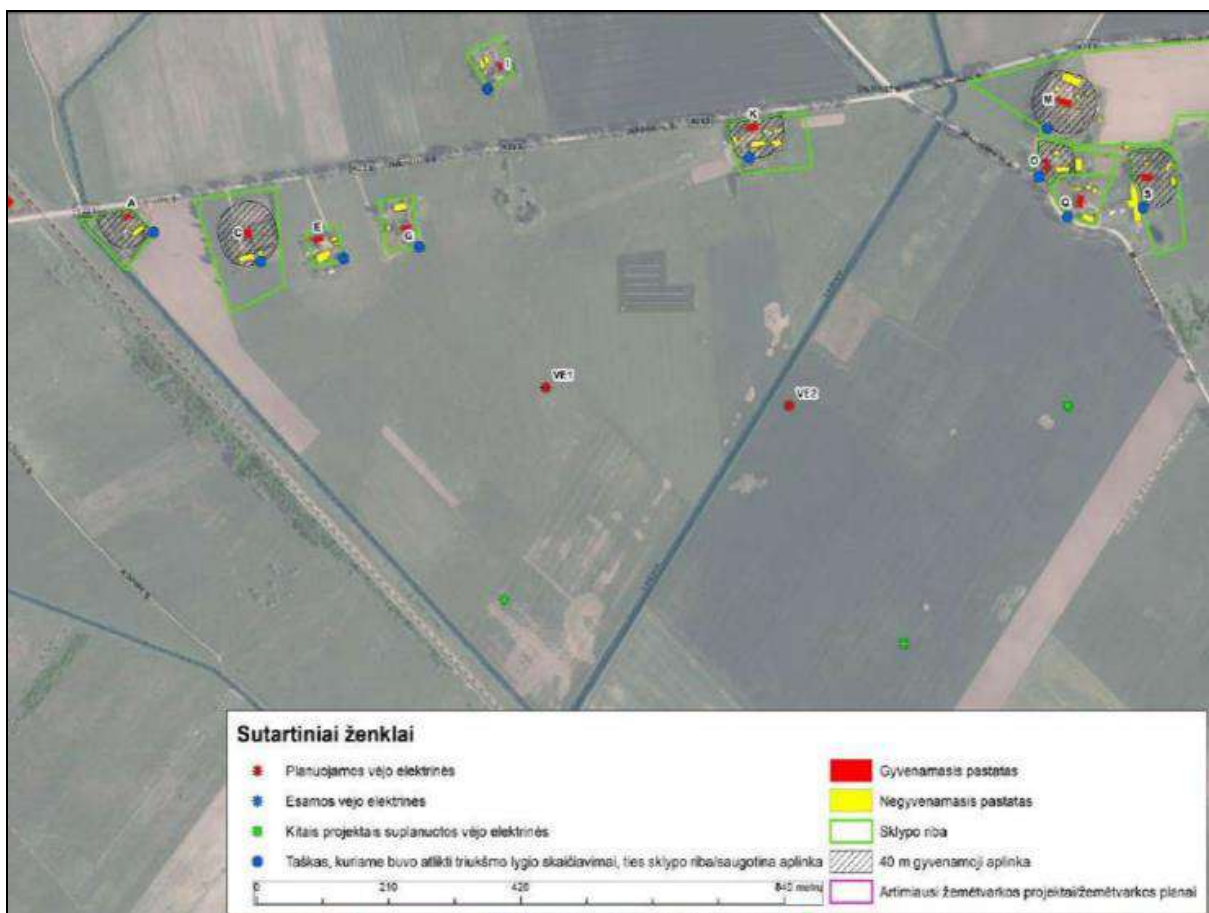 I
K
M
A
O
C
E
G
S
Q
VE1
VE2
Sutartiniai ženklai
Planuojamos vėjo elektrinės
Esamos vėjo elektrinės
Kitais projektais suplanuotos vėjo elektrinės
Taškas, kuriame buvo atlikti triukšmo lygio skaičiavimai, ties sklypo riba/saugotina aplinka
0 210 420 840 metrų
Gyvenamasis pastatas
Negyvenamasis pastatas
Sklypo riba
40 m gyvenamoji aplinka
Artimiausi žemėtvarkos projektai/žemėtvarkos planai